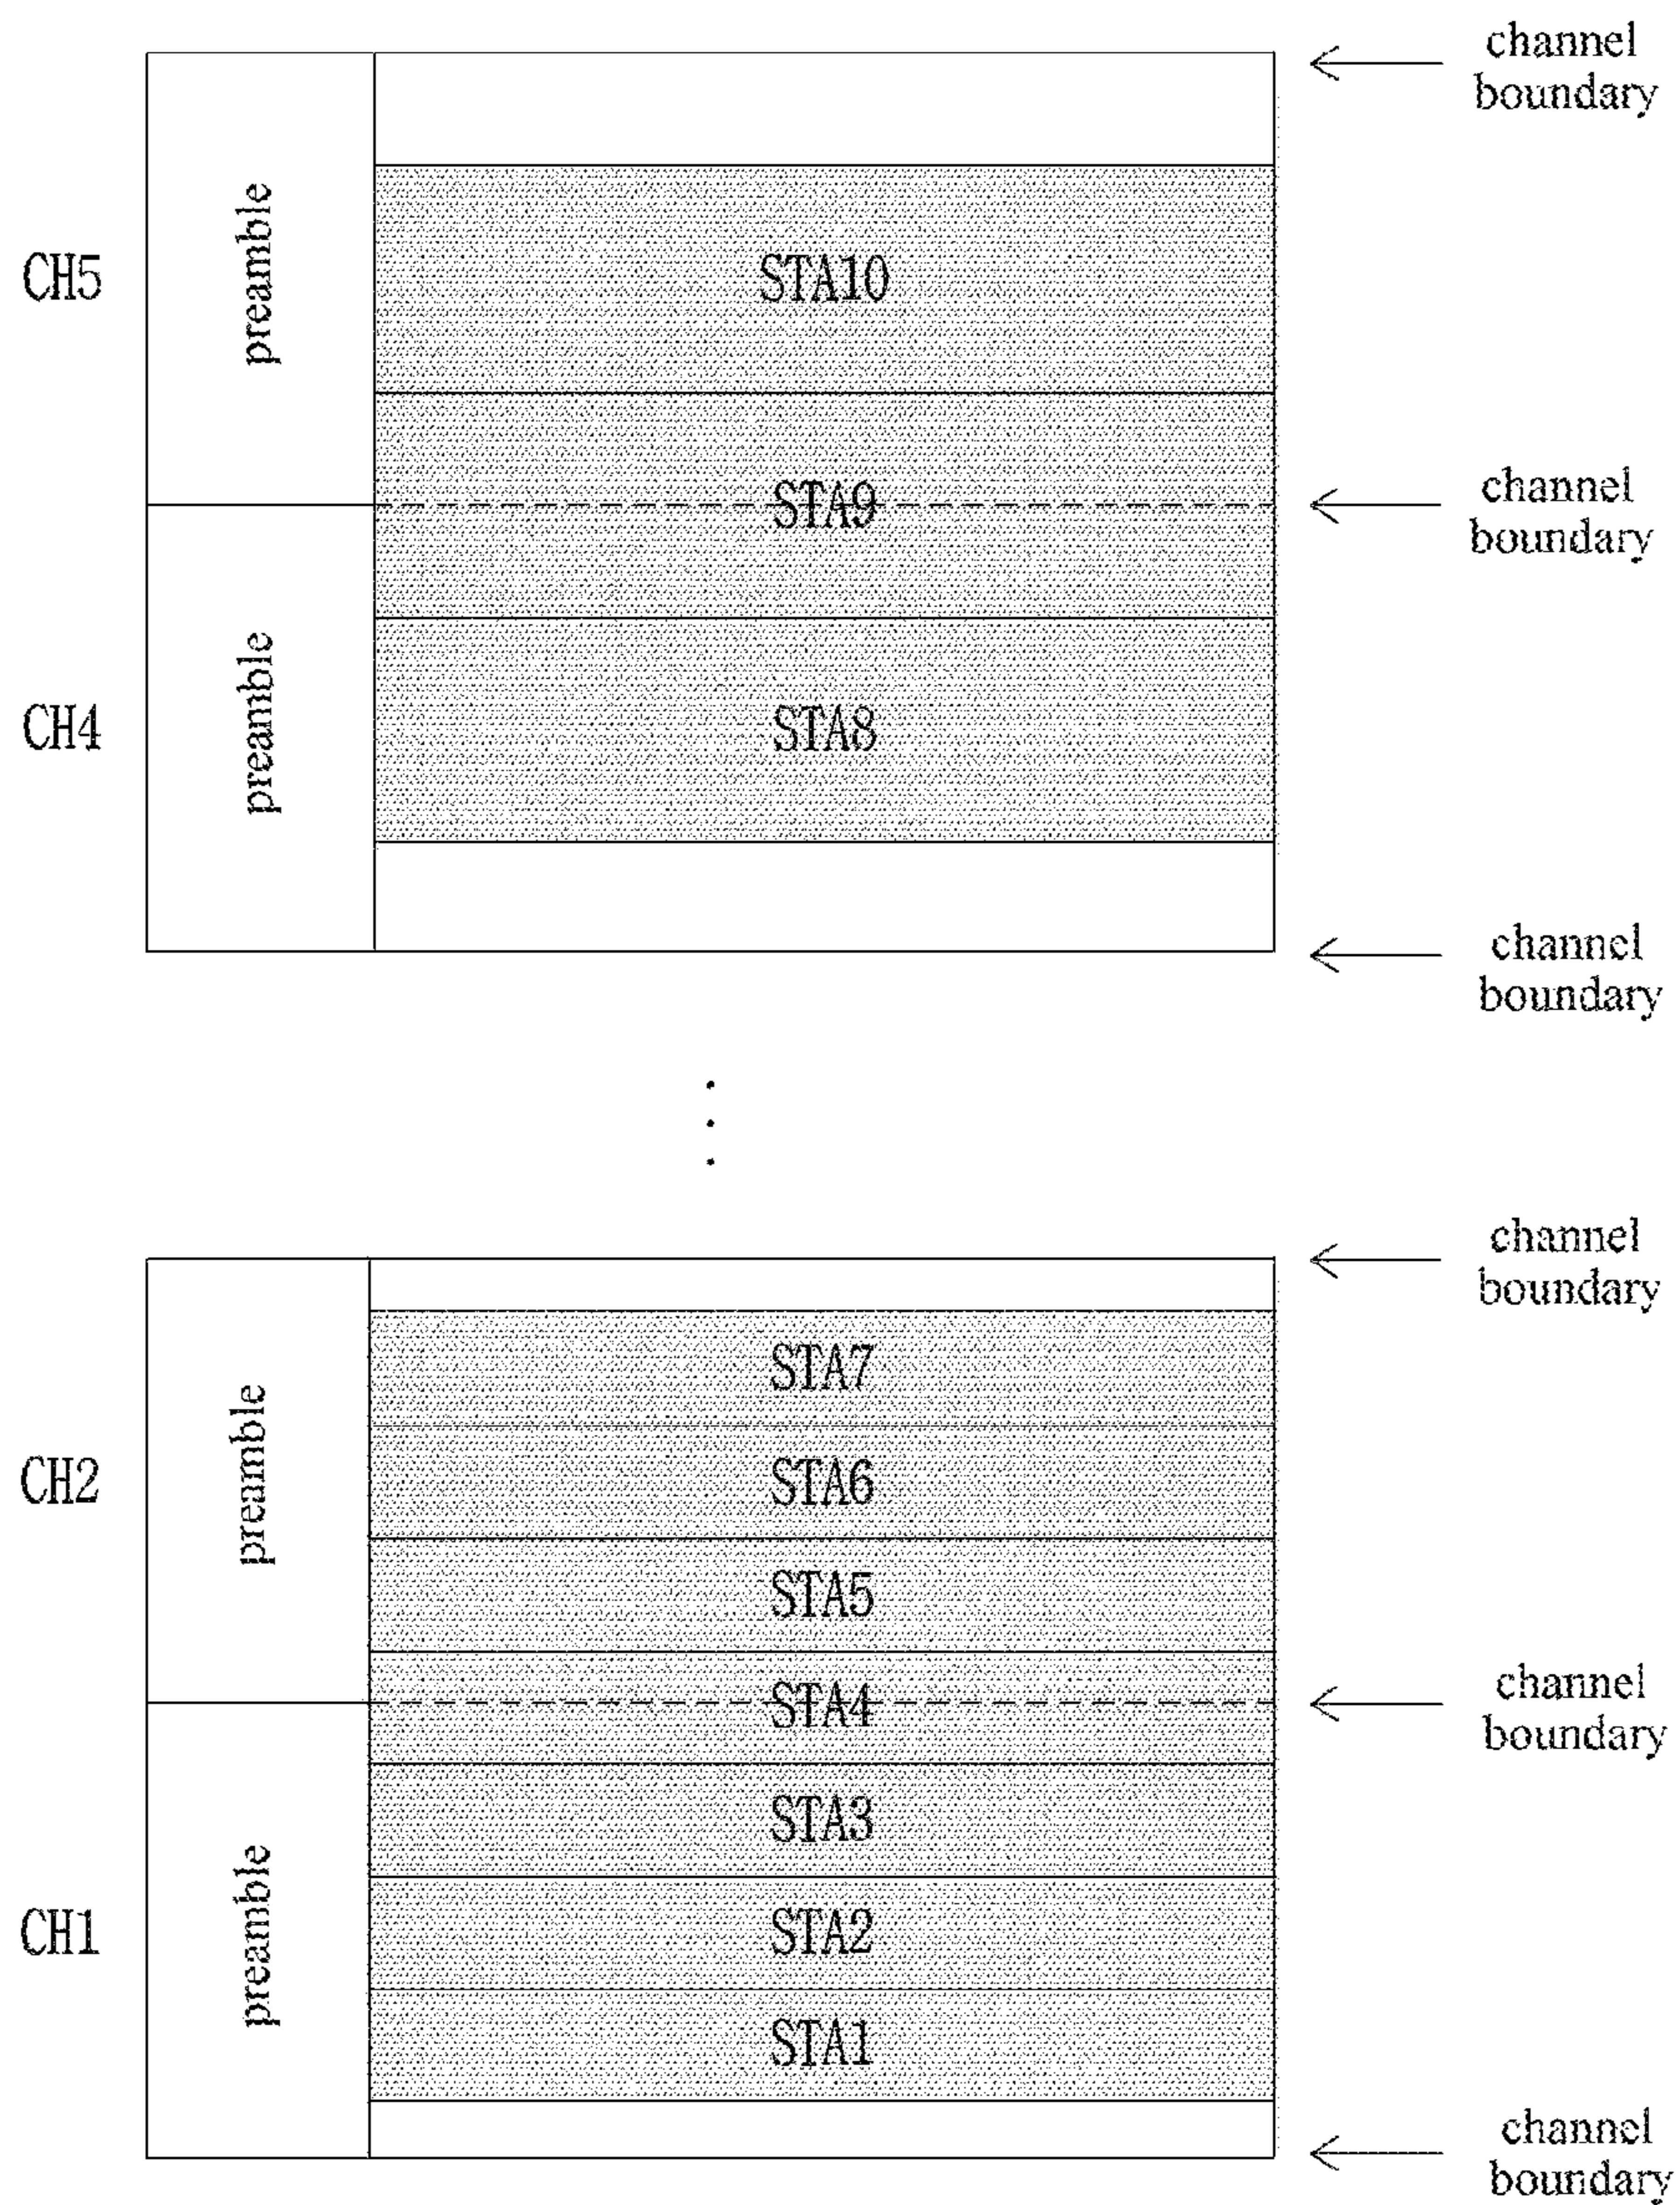 channel
boundary
preamble
CH5
STA10
STA9
channel
boundary
preamble
CH4
STA8
channel
boundary
channel
boundary
preamble
CH2
STA7
STA6
STA5
STA4
channel
boundary
preamble
CH1
STA3
STA2
STA1
channel
boundary